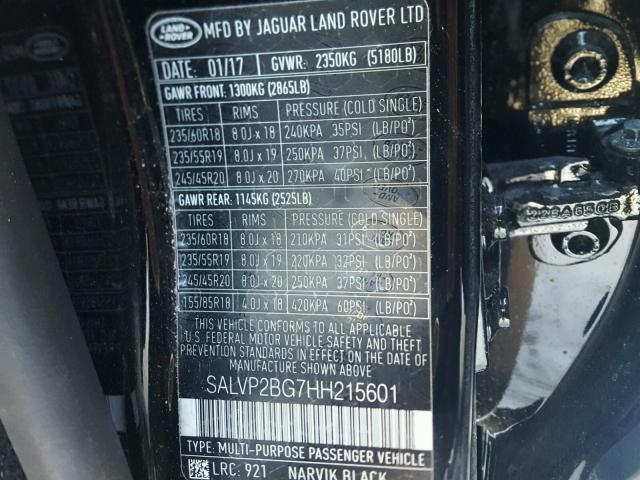 LAND ROVER MFD BY JAGUAR LAND ROVER LTD
DATE: 01/17 GVWR: 2350KG (5180LB)
GAWR FRONT: 1300KG (2865LB)
TIRES RIMS PRESSURE (COLD SINGLE)
235/60R18 8.0J x 18 240KPA 35PSI (LB/PO²)
235/55R19 8.0J x 19 250KPA 37PSI (LB/PO²)
245/45R20 8.0J x 20 270KPA 40PSI (LB/PO²)
GAWR REAR: 1145KG (2525LB)
TIRES RIMS PRESSURE (COLD SINGLE)
235/60R18 8.0J x 18 210KPA 31PSI (LB/PO²)
235/55R19 8.0J x 19 220KPA 32PSI (LB/PO²)
245/45R20 8.0J x 20 250KPA 37PSI (LB/PO²)
155/85R18 4.0J x 18 420KPA 60PSI (LB/PO²)
THIS VEHICLE CONFORMS TO ALL APPLICABLE
U.S. FEDERAL MOTOR VEHICLE SAFETY AND THEFT
PREVENTION STANDARDS IN EFFECT ON THE DATE
OF MANUFACTURE SHOWN ABOVE.
SALVP2BG7HH215601
TYPE: MULTI-PURPOSE PASSENGER VEHICLE
LRC: 921 NARVIK BLACK